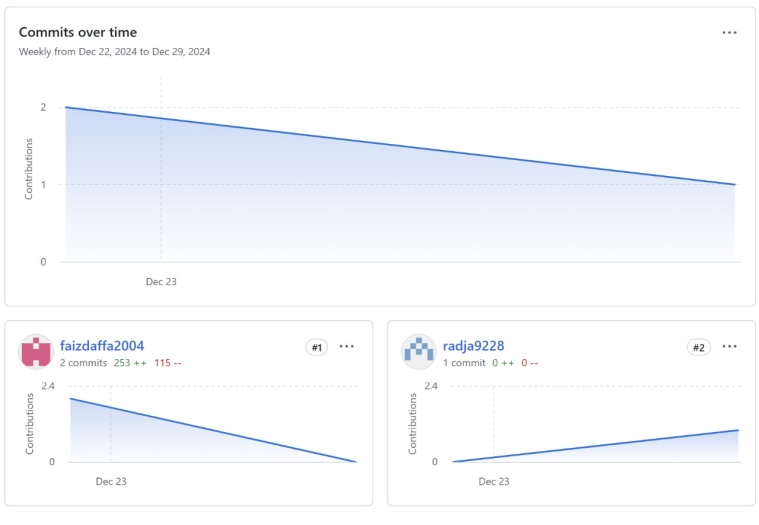 Commits over time
Weekly from Dec 22, 2024 to Dec 29, 2024
Contributions
2
1
0
Dec 23
faizdaffa2004
#1
2 commits 253 ++ 115 --
Contributions
2.4
0
Dec 23
radja9228
#2
1 commit 0 ++ 0 --
Contributions
2.4
0
Dec 23